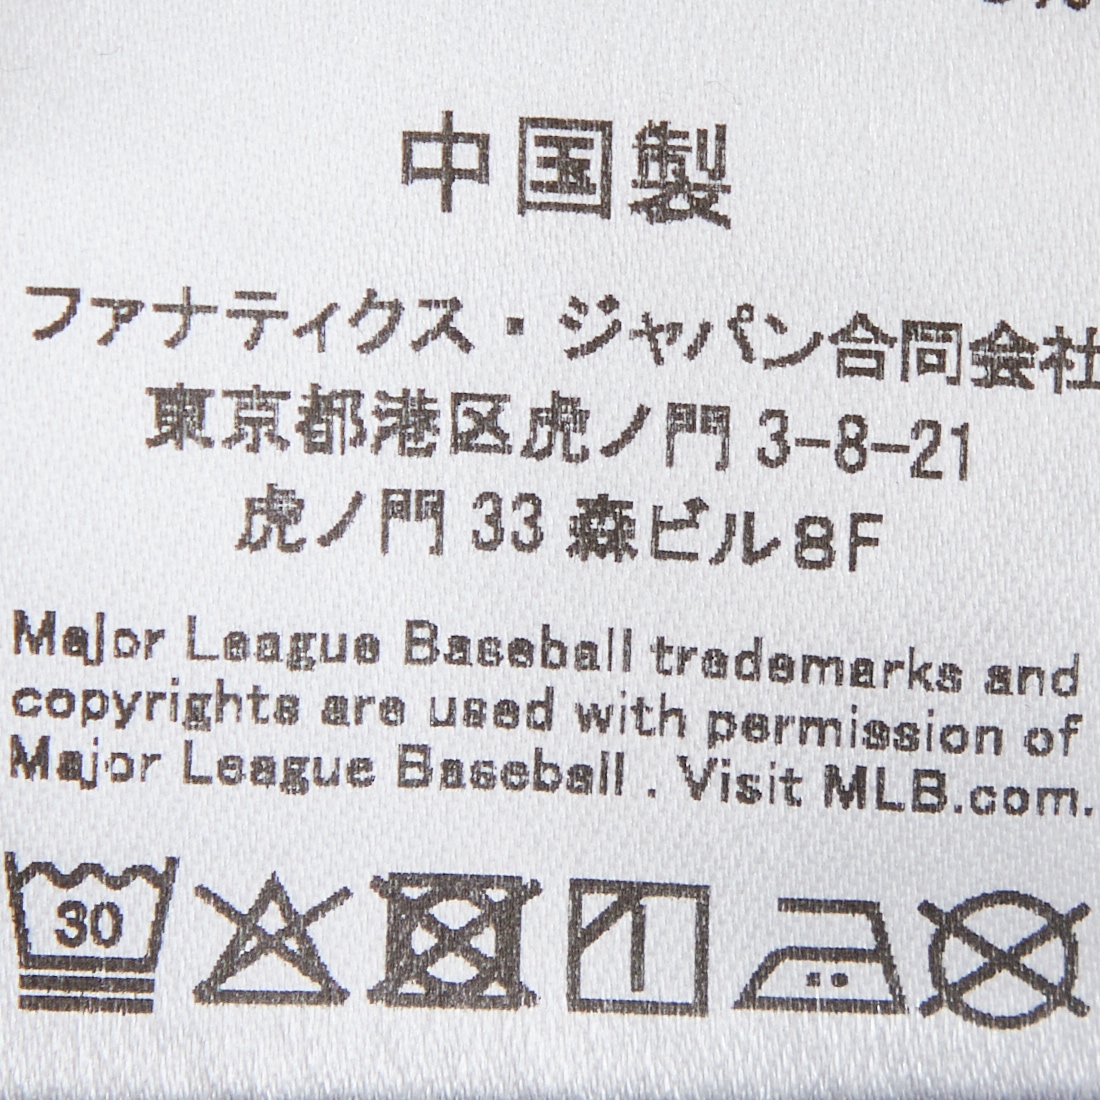 中国製
ファナティクス・ジャパン合同会社
東京都港区虎ノ門 3-8-21
虎ノ門 33 森ビル8F
Major League Baseball trademarks and
copyrights are used with permission of
Major League Baseball . Visit MLB.com.
30